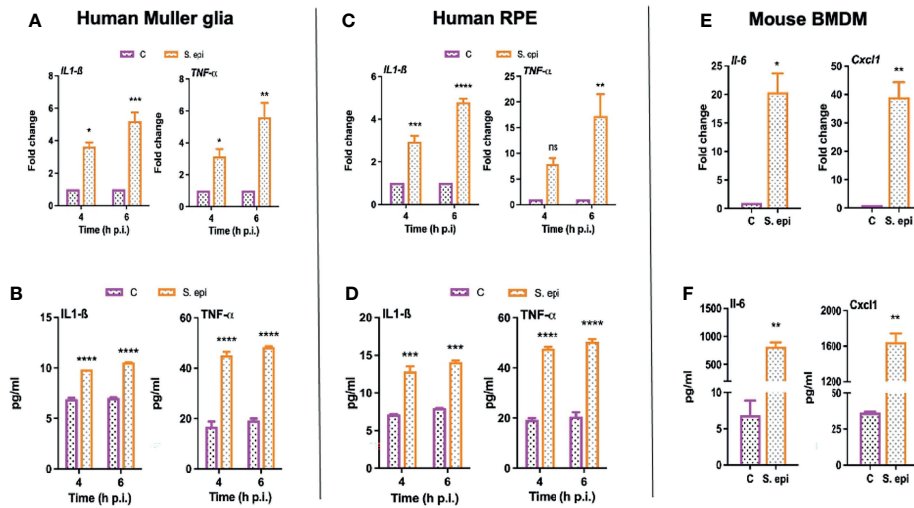 A Human Muller glia
C S. epi
IL1-ß
TNF-α
Fold change
8
6
4
2
0
* ***
4 6
Time (h p.i.)
Fold change
8
6
4
2
0
* **
4 6
Time (h p.i.)
C Human RPE
C S. epi
IL1-ß
TNF-α
Fold change
6
4
2
0
*** ****
4 6
Time (h p.i)
Fold change
25
20
15
10
5
0
ns **
4 6
Time (h p.i.)
E Mouse BMDM
Il-6
Cxcl1
Fold change
25
20
15
10
5
0
*
C S. epi
Fold change
50
40
30
20
10
0
**
C S. epi
B
C S. epi
IL1-ß
TNF-α
pg/ml
15
10
5
0
**** ****
4 6
Time (h p.i.)
pg/ml
60
40
20
0
**** ****
4 6
Time (h p.i.)
D
C S. epi
IL1-ß
TNF-α
pg/ml
20
15
10
5
0
*** ***
4 6
Time (h p.i.)
pg/ml
60
40
20
0
**** ****
4 6
Time (h p.i.)
F
Il-6
Cxcl1
pg/ml
1500
1000
500
10
5
0
**
C S. epi
pg/ml
2000
1600
1200
50
25
0
**
C S. epi